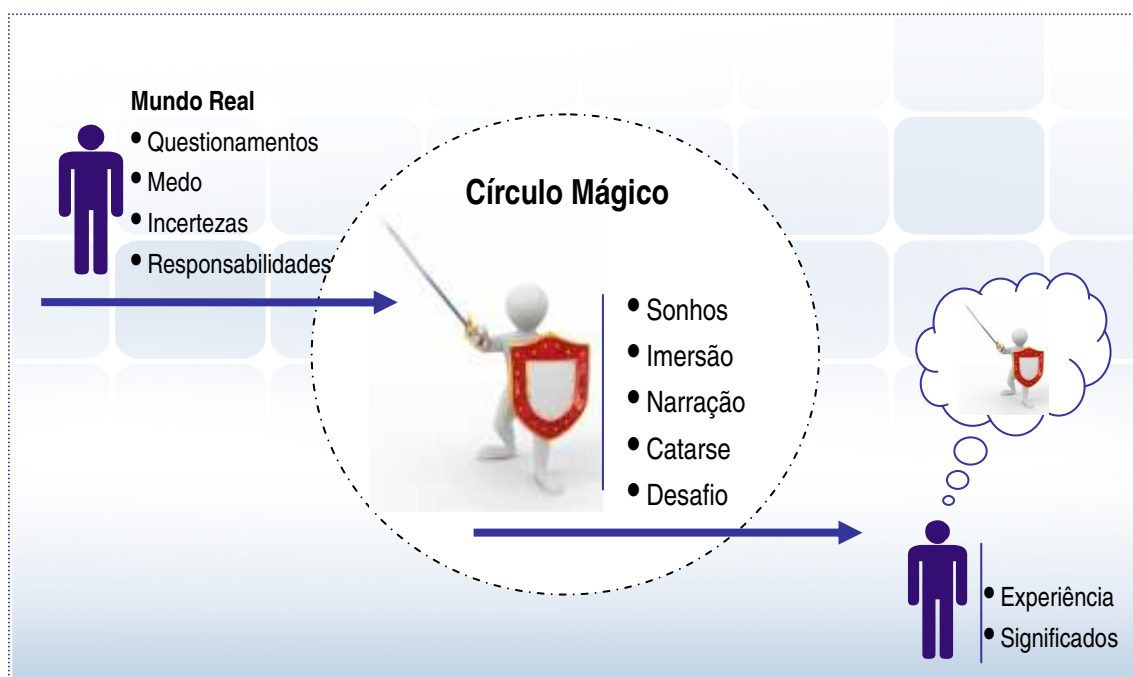 Mundo Real
• Questionamentos
• Medo
• Incertezas
• Responsabilidades
Círculo Mágico
• Sonhos
• Imersão
• Narração
• Catarse
• Desafio
• Experiência
• Significados